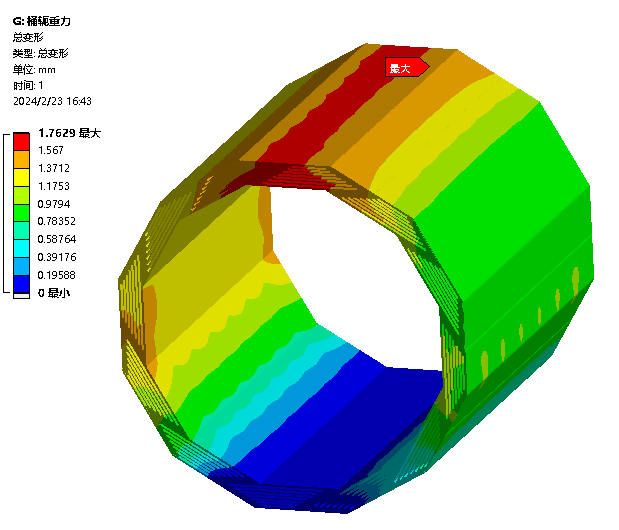 G: 桶轭重力
总变形
类型: 总变形
单位: mm
时间: 1
2024/2/23 16:43
1.7629 最大
1.567
1.3712
1.1753
0.9794
0.78352
0.58764
0.39176
0.19588
0 最小
最大